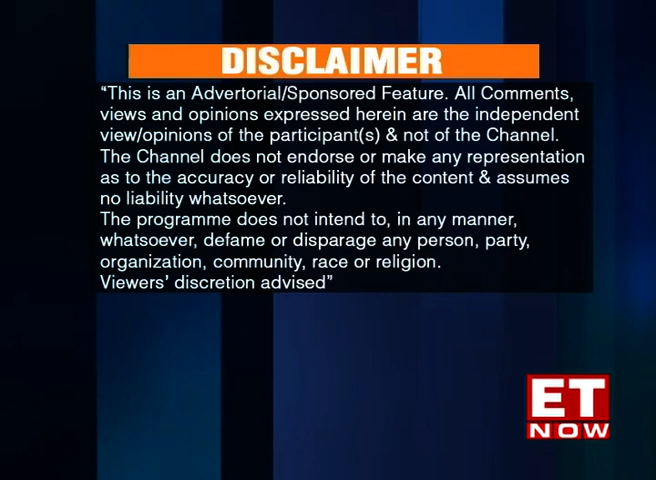 DISCLAIMER
“This is an Advertorial/Sponsored Feature. All Comments,
views and opinions expressed herein are the independent
view/opinions of the participant(s) & not of the Channel.
The Channel does not endorse or make any representation
as to the accuracy or reliability of the content & assumes
no liability whatsoever.
The programme does not intend to, in any manner,
whatsoever, defame or disparage any person, party,
organization, community, race or religion.
Viewers’ discretion advised”
ET
NOW